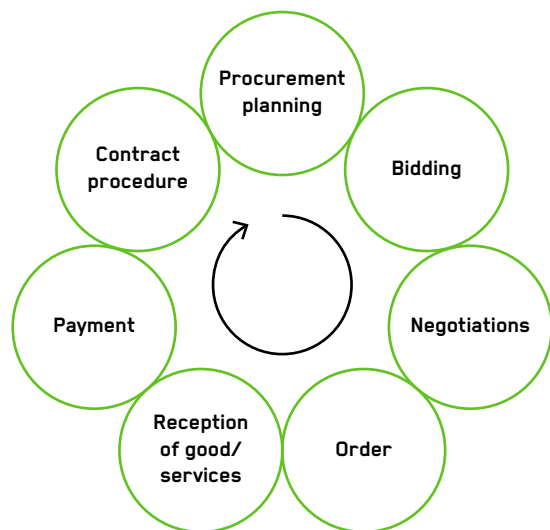 Procurement
planning
Bidding
Negotiations
Order
Reception
of good/
services
Payment
Contract
procedure